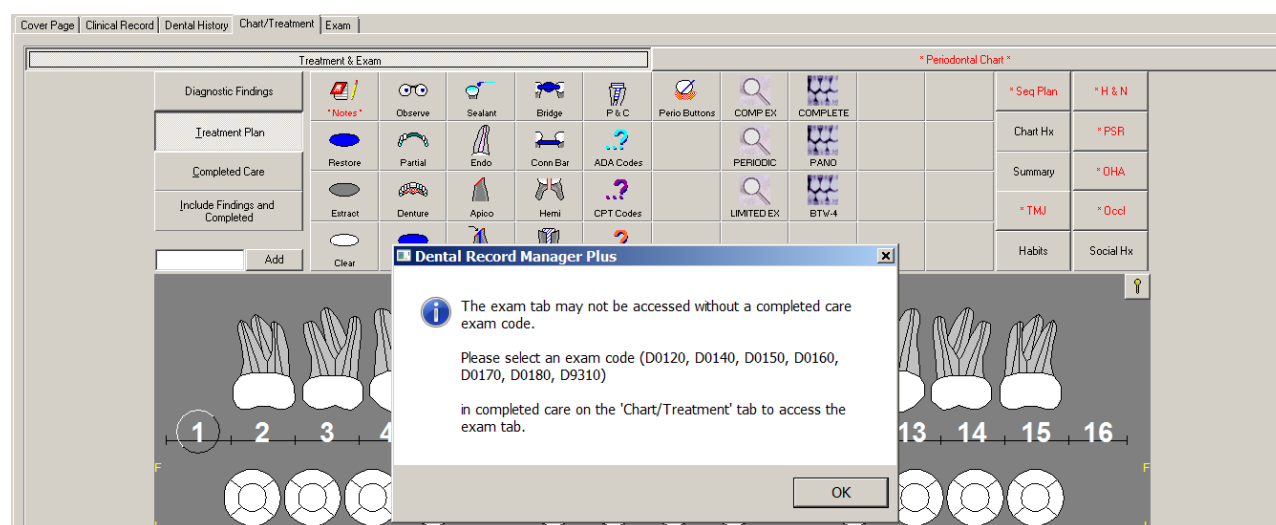 Cover Page Clinical Record Dental History Chart/Treatment Exam
Treatment & Exam * Periodontal Chart *
Diagnostic Findings
Treatment Plan
Completed Care
Include Findings and
Completed
Add
*Notes* Observe Sealant Bridge P & C Perio Buttons COMP EX COMPLETE
Restore Partial Endo Conn Bar ADA Codes PERIODIC PANO
Extract Denture Apico Hemi CPT Codes LIMITED EX BTW-4
Clear
* Seq Plan * H & N
Chart Hx * PSR
Summary * OHA
* TMJ * Occl
Habits Social Hx
Dental Record Manager Plus
The exam tab may not be accessed without a completed care
exam code.
Please select an exam code (D0120, D0140, D0150, D0160,
D0170, D0180, D9310)
in completed care on the 'Chart/Treatment' tab to access the
exam tab.
OK
1 2 3 4 13 14 15 16
F F